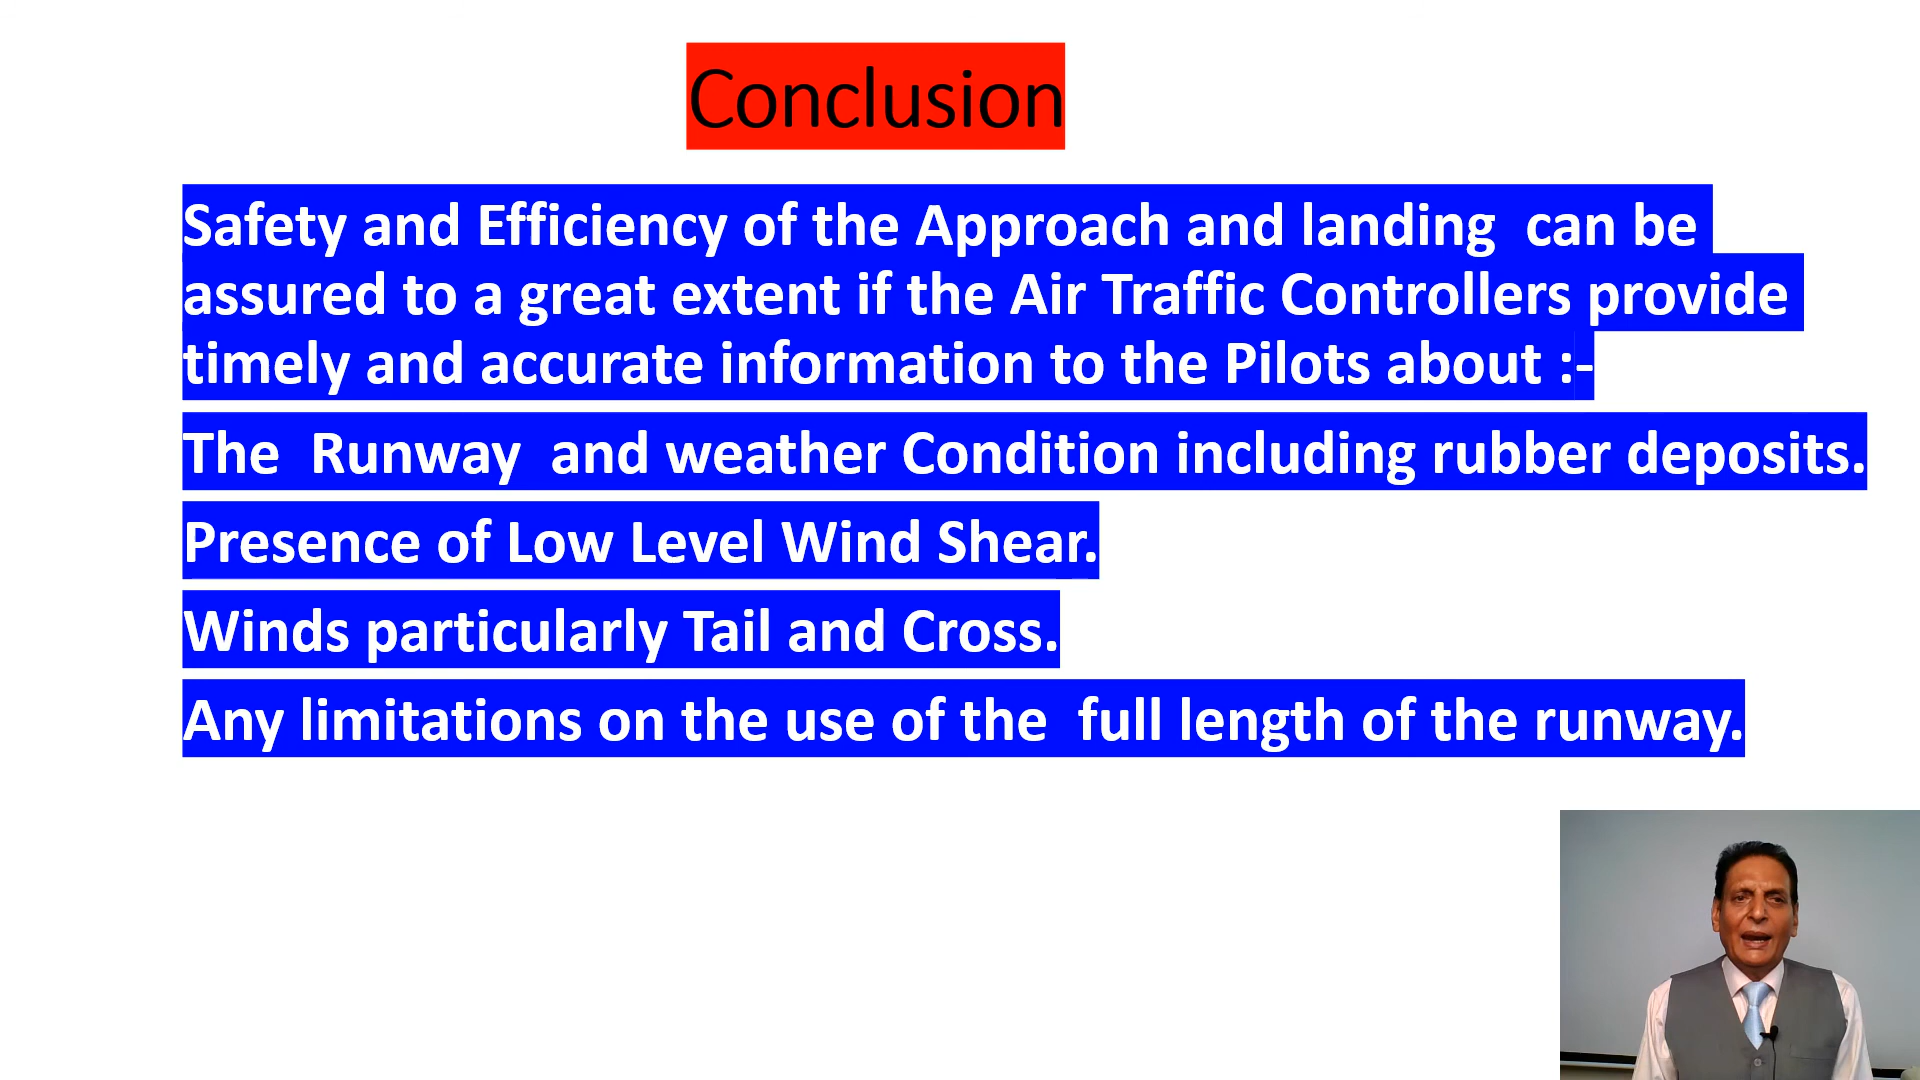 Conclusion
Safety and Efficiency of the Approach and landing  can be
assured to a great extent if the Air Traffic Controllers provide
timely and accurate information to the Pilots about :-
The  Runway  and weather Condition including rubber deposits.
Presence of Low Level Wind Shear.
Winds particularly Tail and Cross.
Any limitations on the use of the  full length of the runway.